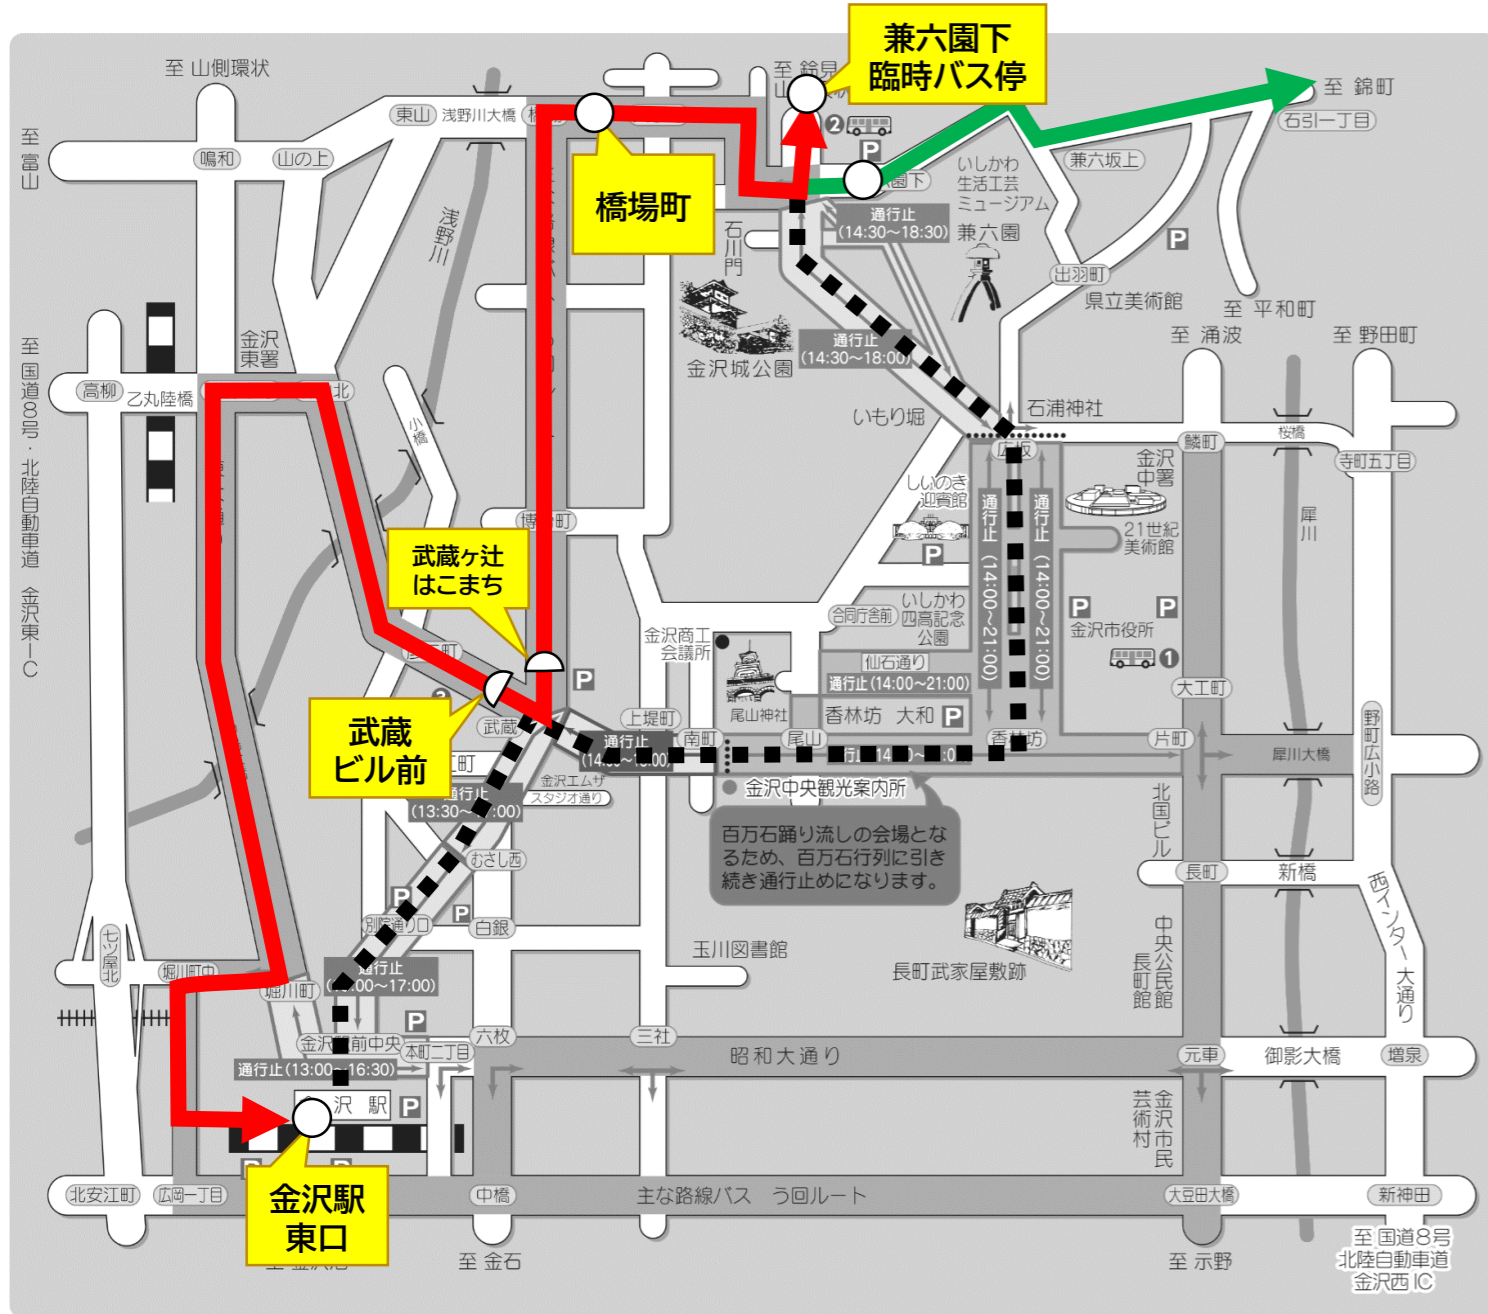 兼六園下
臨時バス停
至 山側環状
至 鈴見
至 錦町
石引一丁目
東山
浅野川大橋
鳴和
山の上
至 富山
橋場町
❷
P
いしかわ
生活工芸
ミュージアム
兼六坂上
通行止
(14:30〜18:30)
兼六園
石川門
浅野川
P
出羽町
県立美術館
至 平和町
金沢東署
金沢城公園
通行止
(14:30〜18:00)
至 涌波
至 野田町
高柳
乙丸陸橋
北
小橋
至 国道8号・北陸自動車道 金沢東IC
いもり堀
石浦神社
広坂
鱗町
桜橋
寺町五丁目
金沢中署
しいのき
迎賓館
P
通行止 (14:00〜21:00)
通行止 (14:00〜21:00)
21世紀
美術館
犀川
武蔵ヶ辻
はこまち
合同庁舎前
いしかわ
四高記念
公園
P
P
金沢市役所
❶
金沢商工
会議所
仙石通り
通行止(14:00〜21:00)
尾山神社
香林坊 大和 P
大工町
P
武蔵
ビル前
武蔵
上堤町
通行止
南町
尾山
香林坊
片町
犀川大橋
野町広小路
金沢エムザ
スタジオ通り
通行止
金沢中央観光案内所
百万石踊り流しの会場とな
るため、百万石行列に引き
続き通行止めになります。
北国ビル
むさし西
長町
新橋
P
P
別院通り口
白銀
玉川図書館
長町武家屋敷跡
中央公民館
長町館
西インター大通り
七ツ屋北
堀川町中
堀川町
通行止
P
金沢駅前中央
本町二丁目
六枚
三社
昭和大通り
元車
御影大橋
増泉
通行止(13:00〜16:30)
沢駅
P
金沢市民
芸術村
金沢駅
東口
北安江町
広岡一丁目
中橋
主な路線バス う回ルート
大豆田大橋
新神田
至 金石
至 示野
至 国道8号
北陸自動車道
金沢西IC